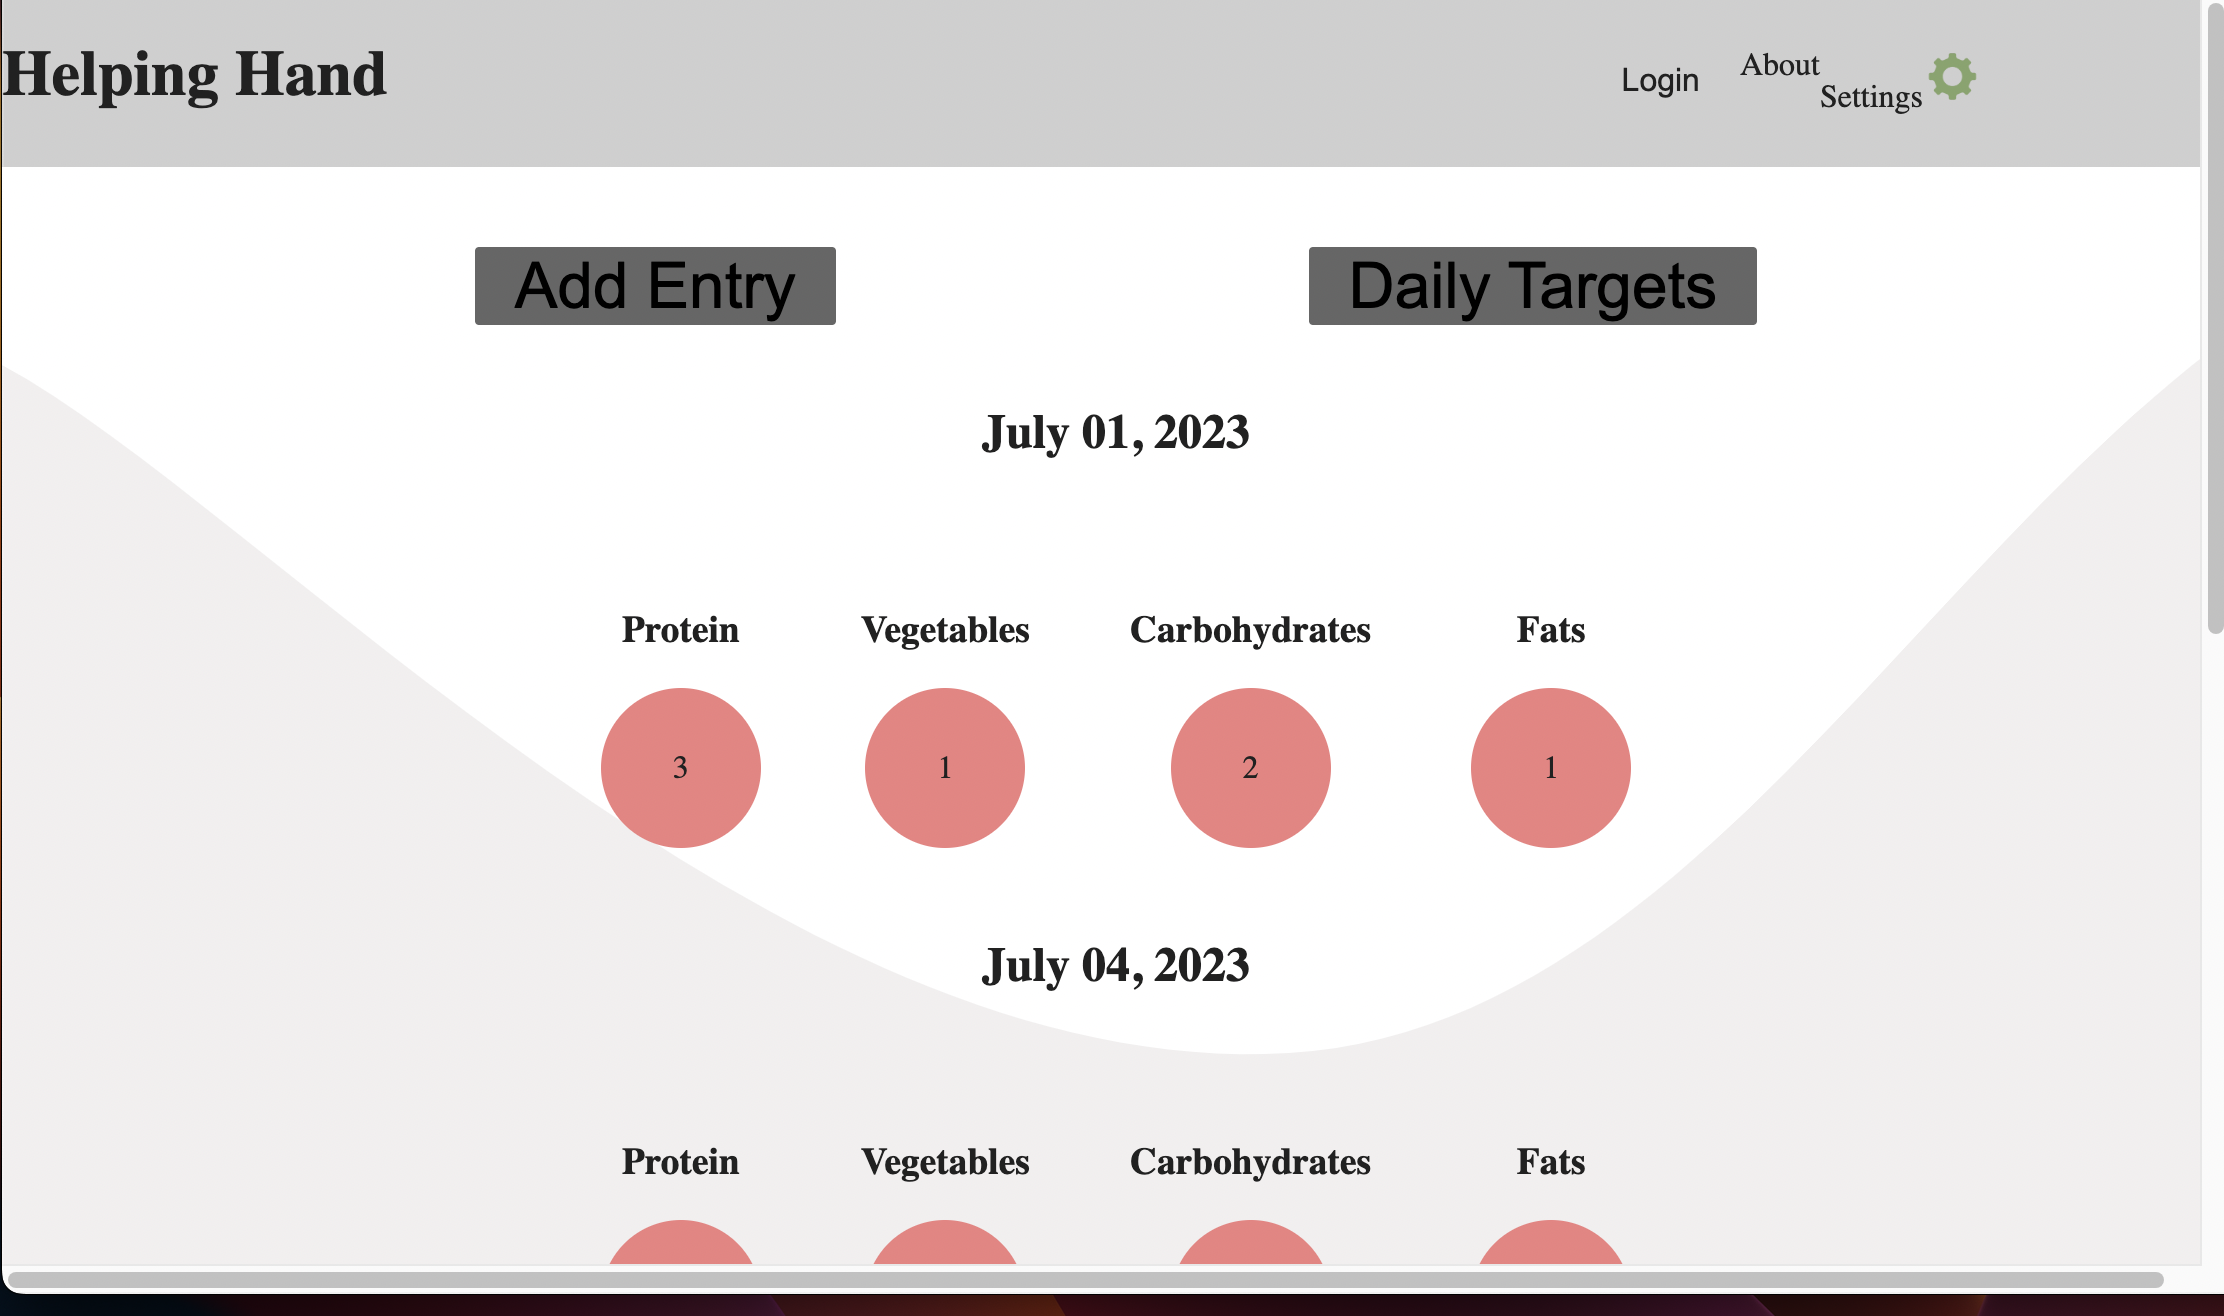 Helping Hand
Login About
Settings
Add Entry Daily Targets
July 01, 2023
Protein Vegetables Carbohydrates Fats
3 1 2 1
July 04, 2023
Protein Vegetables Carbohydrates Fats